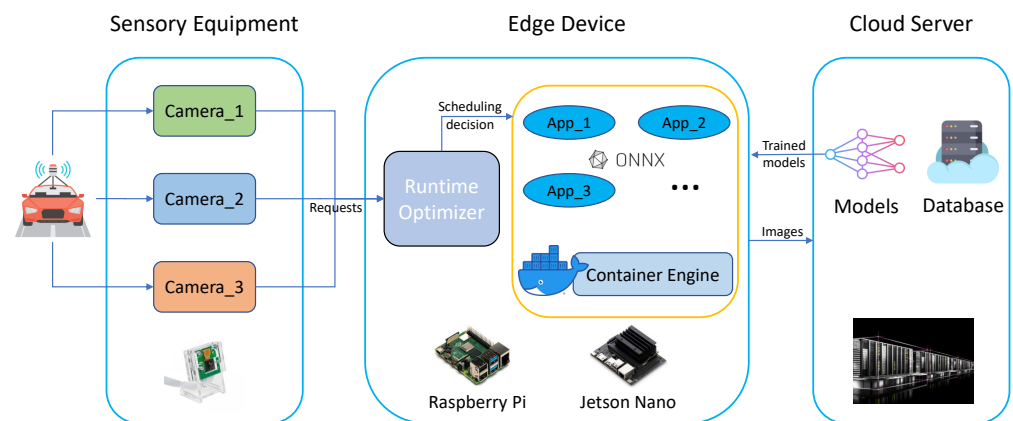 Sensory Equipment
Edge Device
Cloud Server
Camera_1
Camera_2
Camera_3
Requests
Runtime
Optimizer
Scheduling
decision
App_1
App_2
ONNX
App_3
...
Container Engine
Raspberry Pi
Jetson Nano
Trained
models
Images
Models
Database